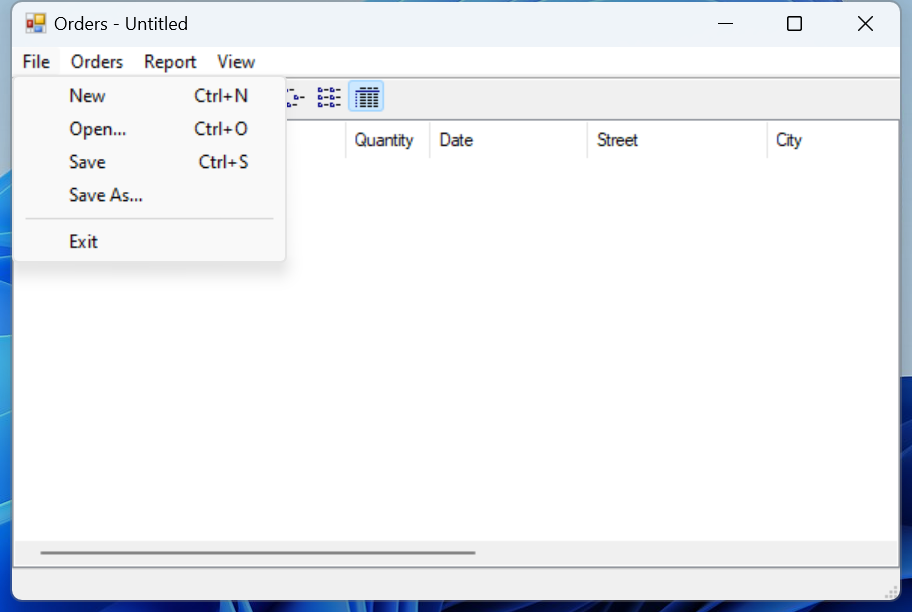 Orders - Untitled
File Orders Report View
New Ctrl+N
Open... Ctrl+O
Save Ctrl+S
Save As...
Exit
Quantity Date Street City